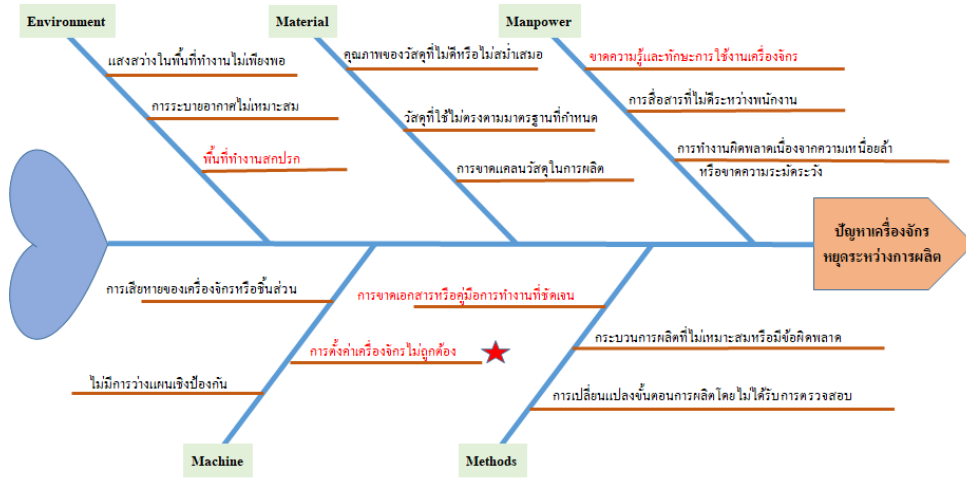 Environment
Material
Manpower
แสงสว่างในพื้นที่ทำงานไม่เพียงพอ
การระบายอากาศไม่เหมาะสม
พื้นที่ทำงานสกปรก
คุณภาพของวัสดุที่ไม่ดีหรือไม่สม่ำเสมอ
วัสดุที่ใช้ไม่ตรงตามมาตรฐานที่กำหนด
การขาดแคลนวัสดุในการผลิต
ขาดความรู้และทักษะการใช้งานเครื่องจักร
การสื่อสารที่ไม่ดีระหว่างพนักงาน
การทำงานผิดพลาดเนื่องจากความเหนื่อยล้า
หรือขาดความระมัดระวัง
ปัญหาเครื่องจักร
หยุดระหว่างการผลิต
การเสียหายของเครื่องจักรหรือชิ้นส่วน
การตั้งค่าเครื่องจักรไม่ถูกต้อง
ไม่มีการว่างแผนเชิงป้องกัน
การขาดเอกสารหรือคู่มือการทำงานที่ชัดเจน
กระบวนการผลิตที่ไม่เหมาะสมหรือมีข้อผิดพลาด
การเปลี่ยนแปลงขั้นตอนการผลิตโดยไม่ได้รับการตรวจสอบ
Machine
Methods